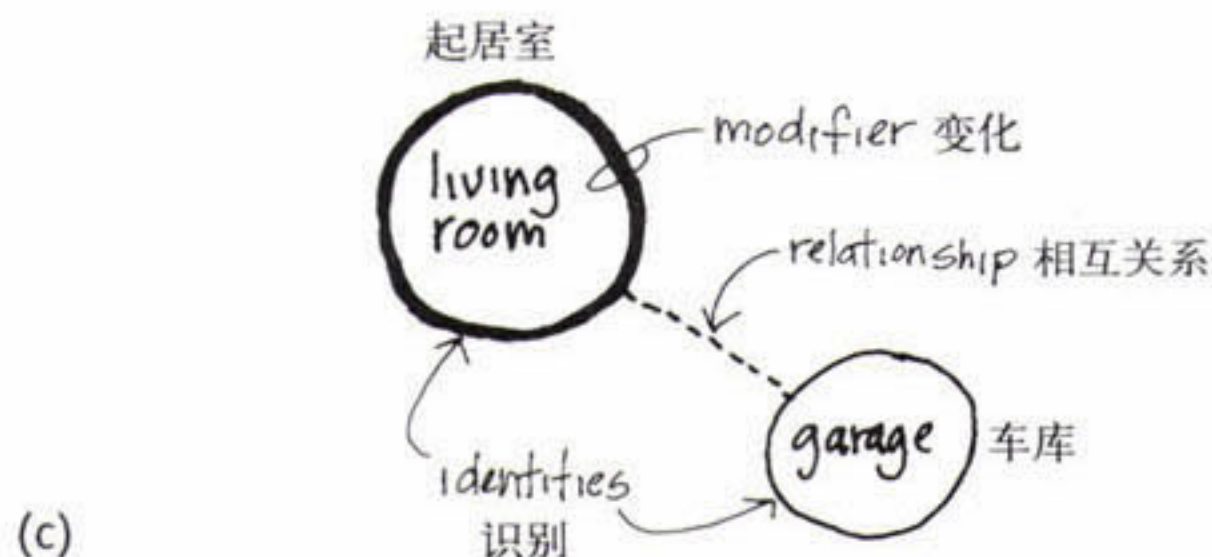 起居室
living
room
modifier 变化
relationship 相互关系
garage 车库
identities
识别
(c)